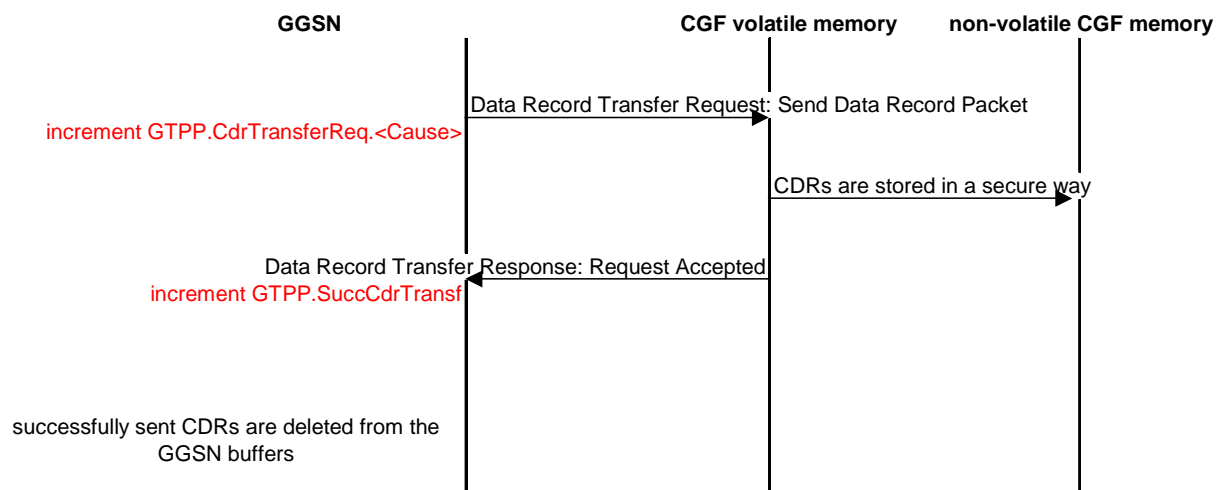 GGSN
CGF volatile memory
non-volatile CGF memory
Data Record Transfer Request: Send Data Record Packet
increment GTPP.CdrTransferReq.<Cause>
CDRs are stored in a secure way
Data Record Transfer Response: Request Accepted
increment GTPP.SuccCdrTransf
successfully sent CDRs are deleted from the
GGSN buffers